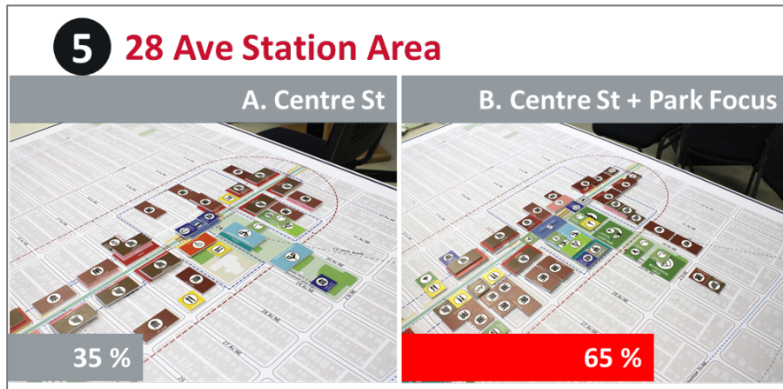 5 28 Ave Station Area
A. Centre St
B. Centre St + Park Focus
35 %
65 %